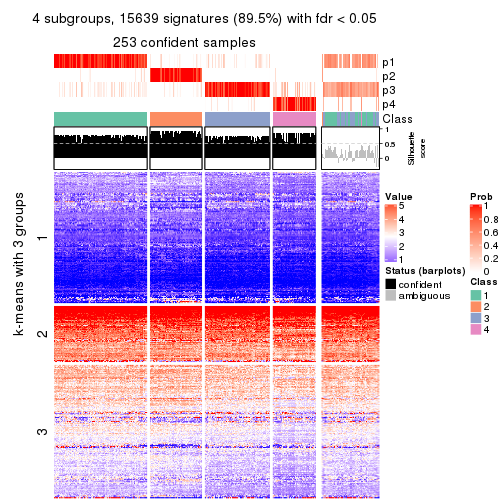 4 subgroups, 15639 signatures (89.5%) with fdr < 0.05
253 confident samples
p1
p2
p3
p4
Class
1
0.5
0
Silhouette
score
k-means with 3 groups
1
2
3
Value
5
4
3
2
1
Status (barplots)
confident
ambiguous
Prob
1
0.8
0.6
0.4
0.2
0
Class
1
2
3
4